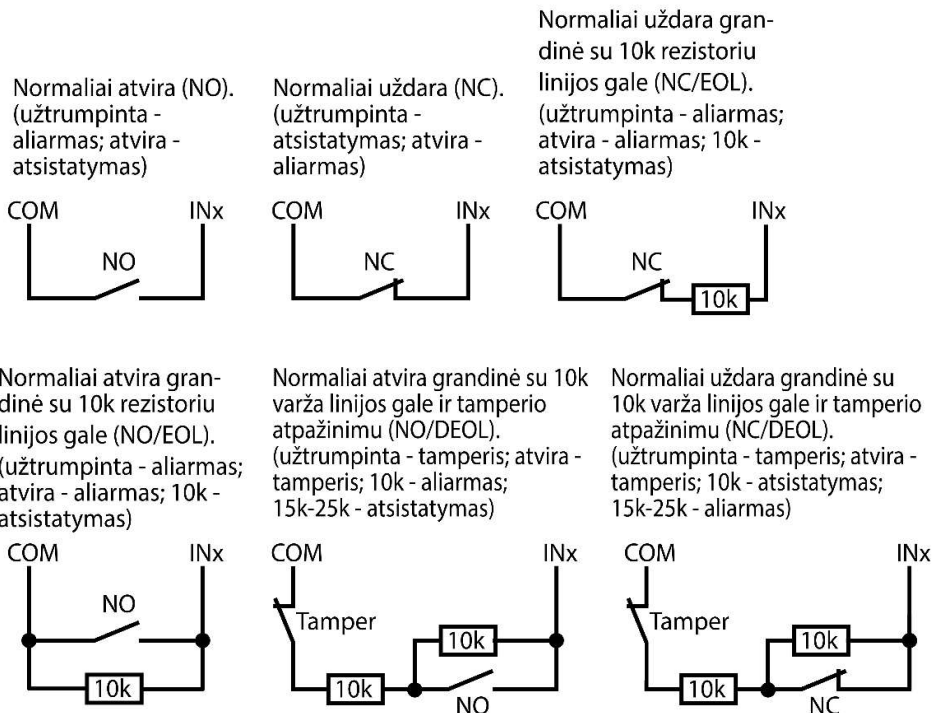 Normaliai atvira (NO).
(užtrumpinta -
aliarmas; atvira -
atsistatymas)
COM
INx
NO
Normaliai uždara (NC).
(užtrumpinta -
atsistatymas; atvira -
aliarmas)
COM
INx
NC
Normaliai uždara gran-
dinė su 10k rezistoriu
linijos gale (NC/EOL).
(užtrumpinta - aliarmas;
atvira - aliarmas; 10k -
atsistatymas)
COM
INx
NC
10k
Normaliai atvira gran-
dinė su 10k rezistoriu
linijos gale (NO/EOL).
(užtrumpinta - aliarmas;
atvira - aliarmas; 10k -
atsistatymas)
COM
INx
NO
10k
Normaliai atvira grandinė su 10k
varža linijos gale ir tamperio
atpažinimu (NO/DEOL).
(užtrumpinta - tamperis; atvira -
tamperis; 10k - aliarmas;
15k-25k - atsistatymas)
COM
INx
Tamper
10k
10k
NO
Normaliai uždara grandinė su
10k varža linijos gale ir tamperio
atpažinimu (NC/DEOL).
(užtrumpinta - tamperis; atvira -
tamperis; 10k - atsistatymas;
15k-25k - aliarmas)
COM
INx
Tamper
10k
10k
NC